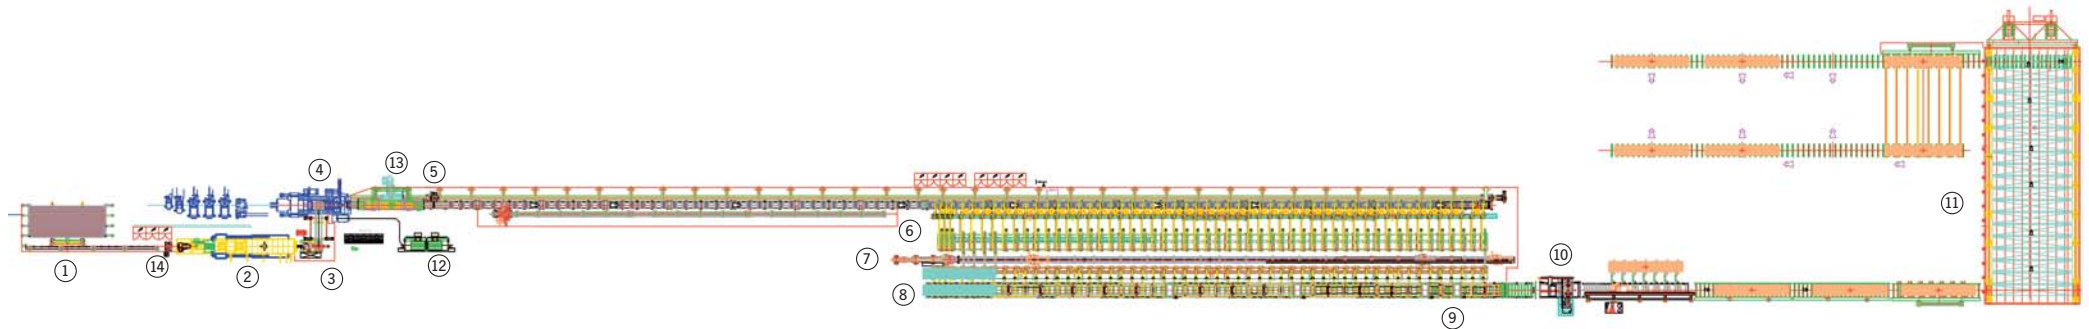 ④ ⑬ ⑤
① ⑭ ② ③ ⑫ ⑥ ⑦ ⑧ ⑨ ⑩ ⑪